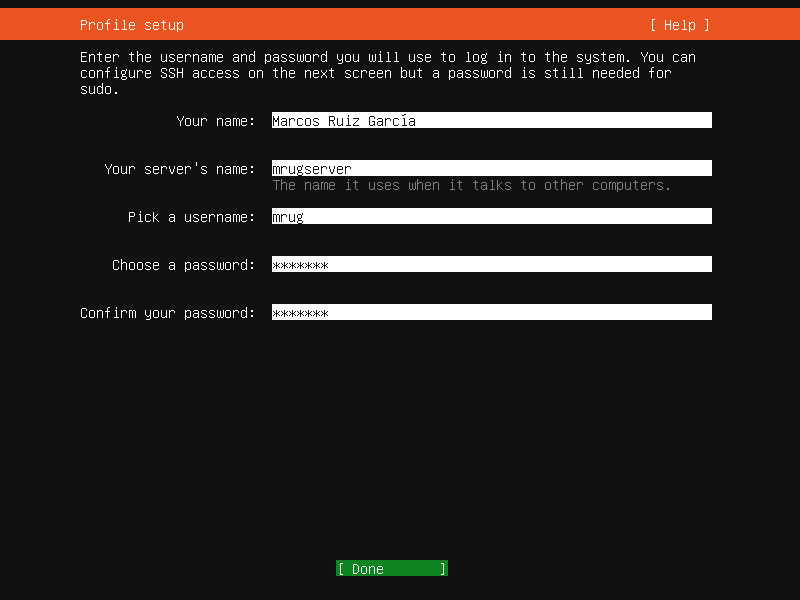 Profile setup [ Help ]
Enter the username and password you will use to log in to the system. You can
configure SSH access on the next screen but a password is still needed for
sudo.
Your name: Marcos Ruiz García
Your server's name: mrugserver
The name it uses when it talks to other computers.
Pick a username: mrug
Choose a password: *******
Confirm your password: *******
[ Done ]